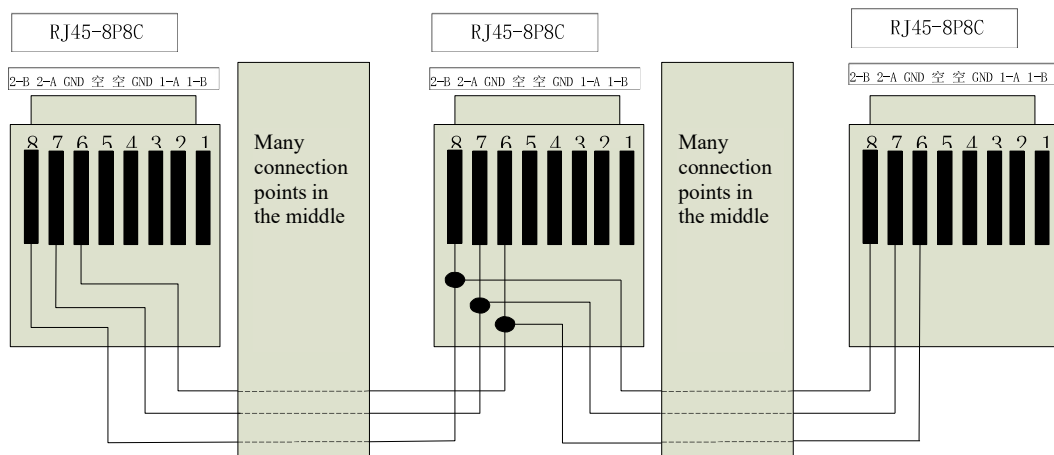 RJ45-8P8C
2-B 2-A GND 空 空 GND 1-A 1-B
8 7 6 5 4 3 2 1
Many
connection
points in
the middle
RJ45-8P8C
2-B 2-A GND 空 空 GND 1-A 1-B
8 7 6 5 4 3 2 1
Many
connection
points in
the middle
RJ45-8P8C
2-B 2-A GND 空 空 GND 1-A 1-B
8 7 6 5 4 3 2 1